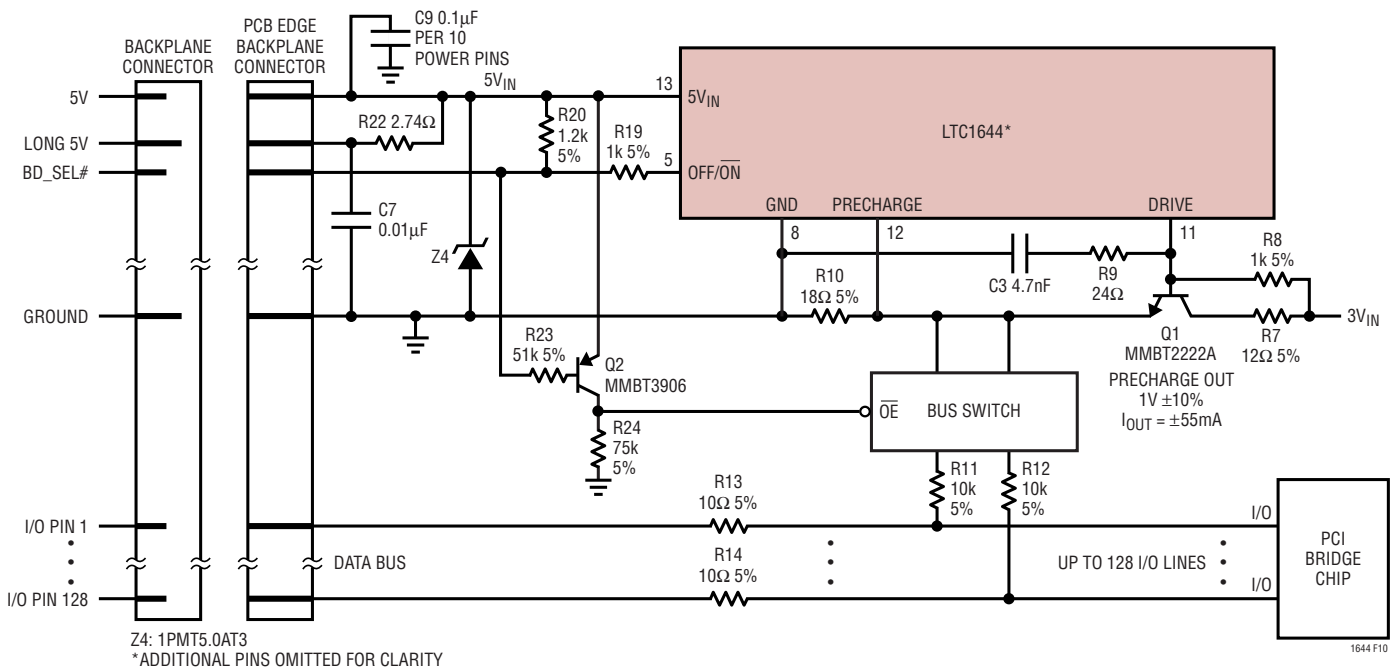 C9 0.1µF
PER 10
POWER PINS
BACKPLANE
CONNECTOR
PCB EDGE
BACKPLANE
CONNECTOR
5V
LONG 5V
BD_SEL#
GROUND
I/O PIN 1
I/O PIN 128
5VIN
R22 2.74Ω
R20
1.2k
5%
R19
1k 5%
C7
0.01µF
Z4
13
5VIN
5
OFF/O̅N̅
LTC1644*
GND
8
PRECHARGE
12
DRIVE
11
R10
18Ω 5%
C3 4.7nF
R9
24Ω
R8
1k 5%
3VIN
R7
12Ω 5%
Q1
MMBT2222A
PRECHARGE OUT
1V ±10%
IOUT = ±55mA
R23
51k 5%
Q2
MMBT3906
R24
75k
5%
O̅E̅
BUS SWITCH
R11
10k
5%
R12
10k
5%
R13
10Ω 5%
R14
10Ω 5%
DATA BUS
UP TO 128 I/O LINES
I/O
I/O
PCI
BRIDGE
CHIP
Z4: 1PMT5.0AT3
*ADDITIONAL PINS OMITTED FOR CLARITY
1644 F10